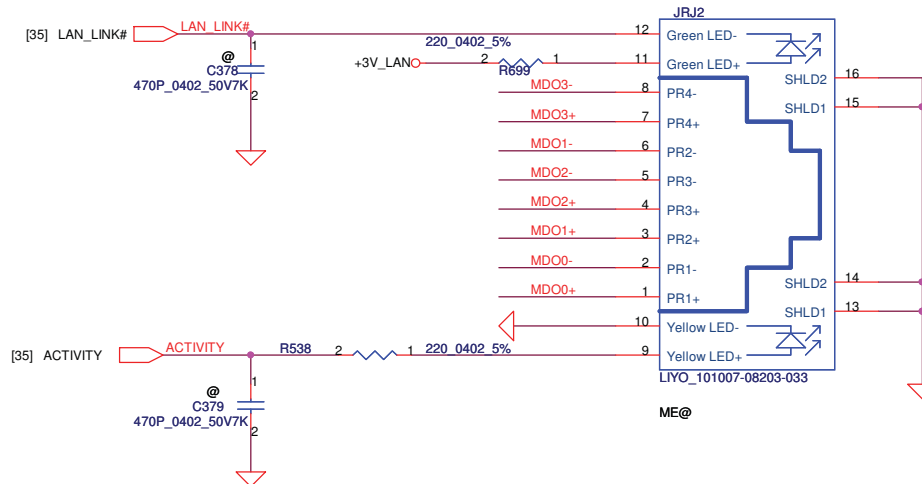 JRJ2
[35] LAN_LINK#
LAN_LINK#
12 Green LED-
1
@
C378
470P_0402_50V7K
2
220_0402_5%
+3V_LAN
2
1
R699
11 Green LED+
SHLD2 16
MDO3- 8 PR4-
SHLD1 15
MDO3+ 7 PR4+
MDO1- 6 PR2-
MDO2- 5 PR3-
MDO2+ 4 PR3+
MDO1+ 3 PR2+
MDO0- 2 PR1-
SHLD2 14
MDO0+ 1 PR1+
SHLD1 13
10 Yellow LED-
[35] ACTIVITY
ACTIVITY
R538
2
1
220_0402_5%
9 Yellow LED+
LIYO_101007-08203-033
1
@
C379
470P_0402_50V7K
2
ME@